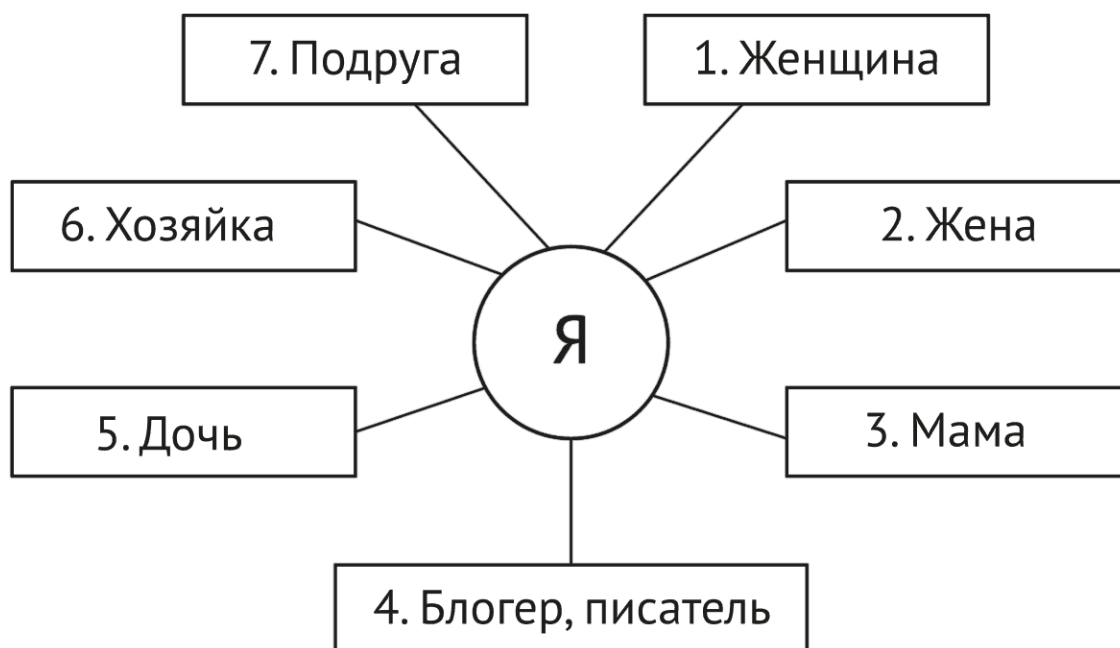 7. Подруга
1. Женщина
6. Хозяйка
2. Жена
Я
5. Дочь
3. Мама
4. Блогер, писатель